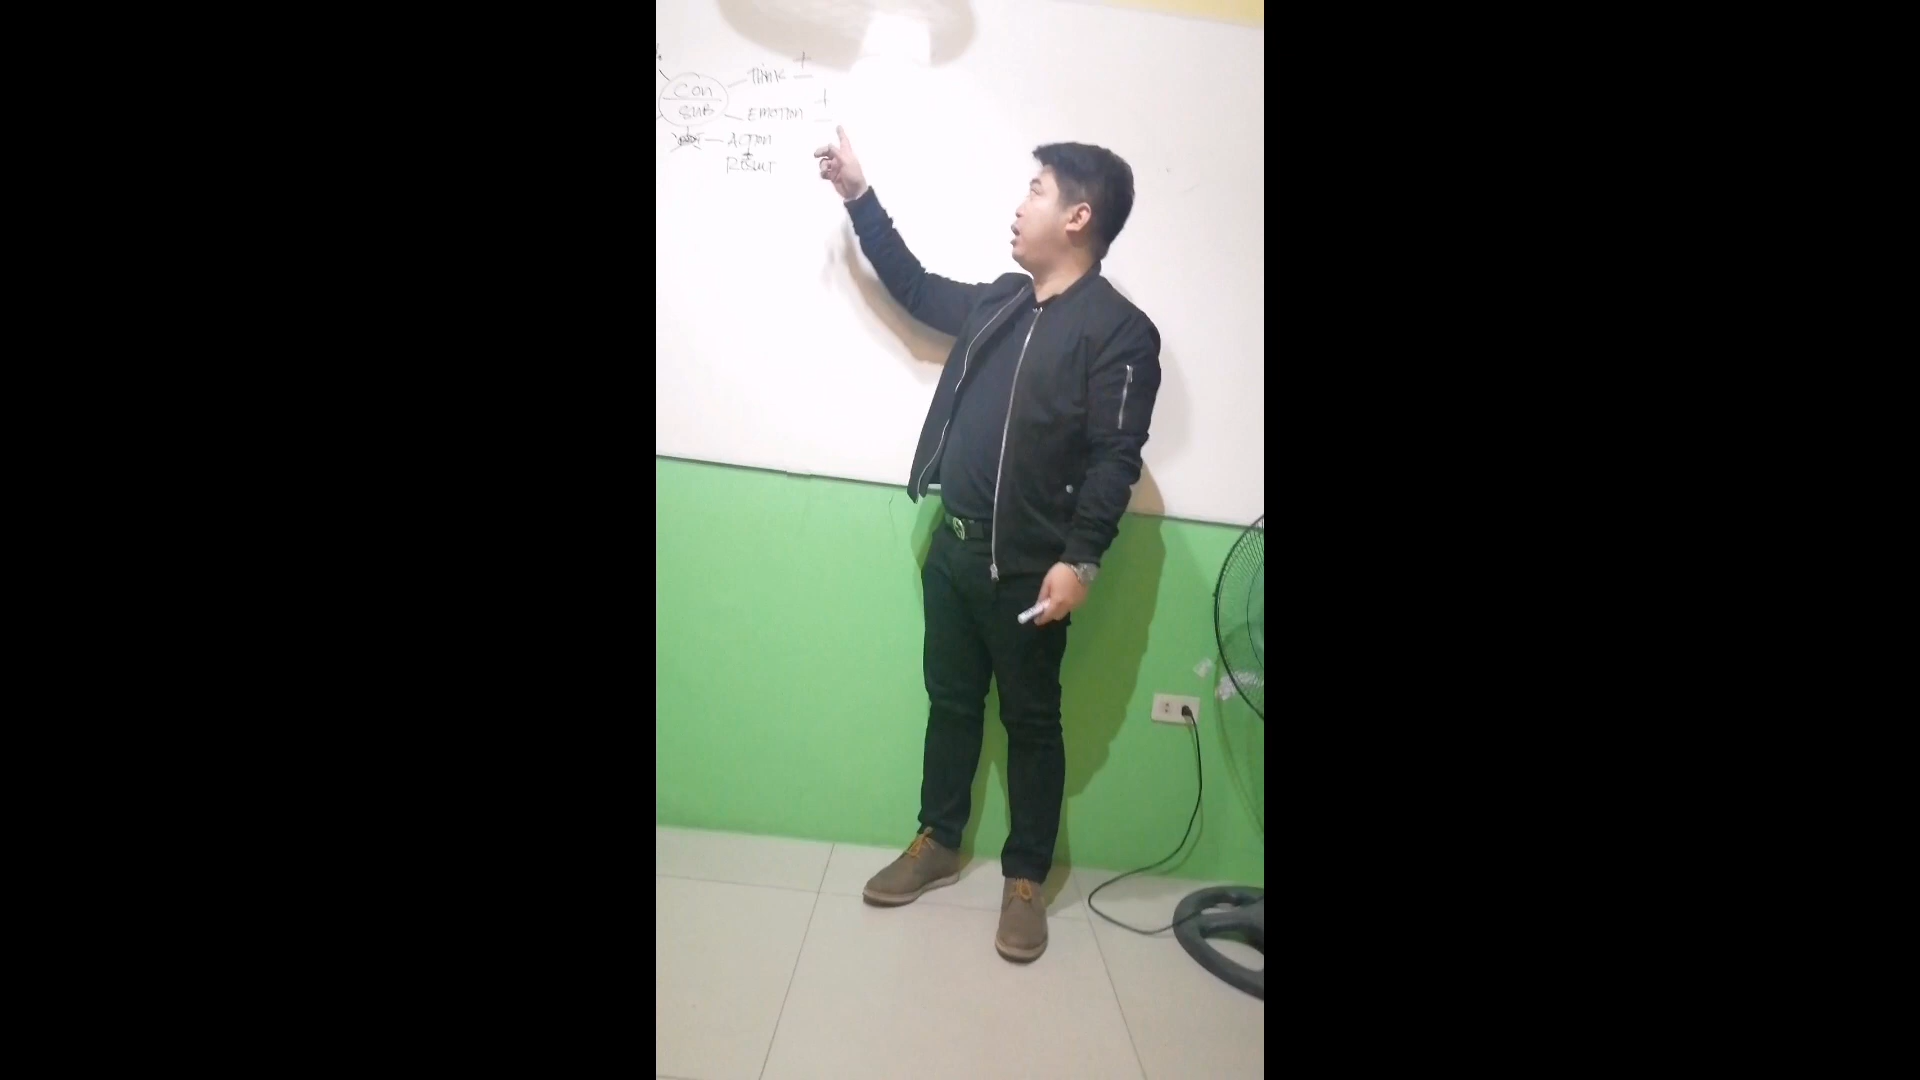 THINK + -
CON
SUB
EMOTION + -
ACTION
RESULT